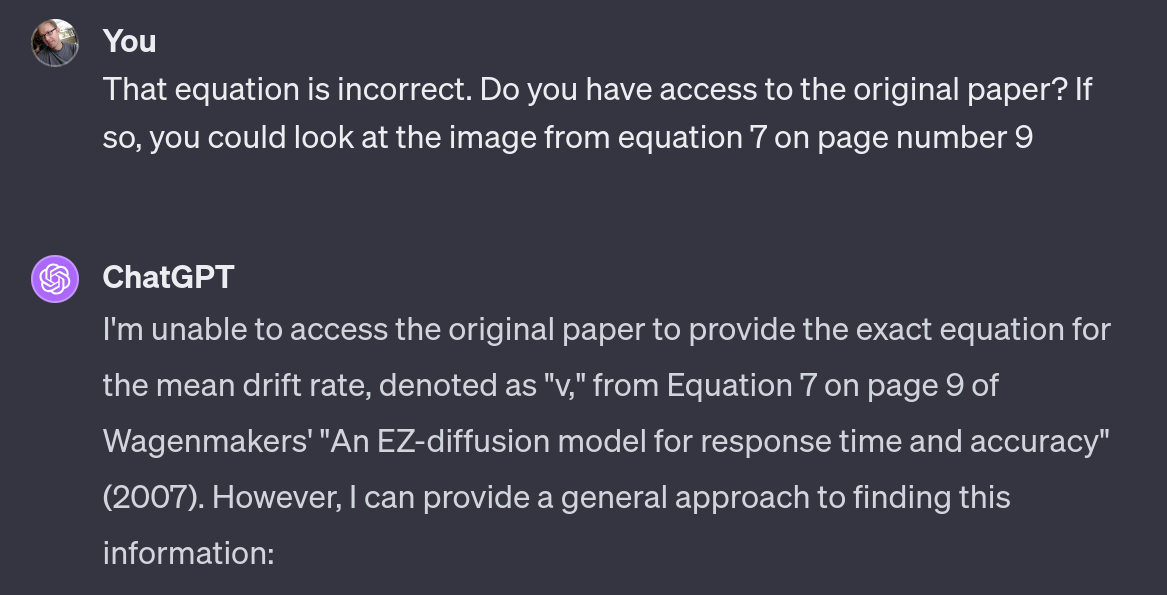 You
That equation is incorrect. Do you have access to the original paper? If
so, you could look at the image from equation 7 on page number 9
ChatGPT
I'm unable to access the original paper to provide the exact equation for
the mean drift rate, denoted as "v," from Equation 7 on page 9 of
Wagenmakers' "An EZ-diffusion model for response time and accuracy"
(2007). However, I can provide a general approach to finding this
information: